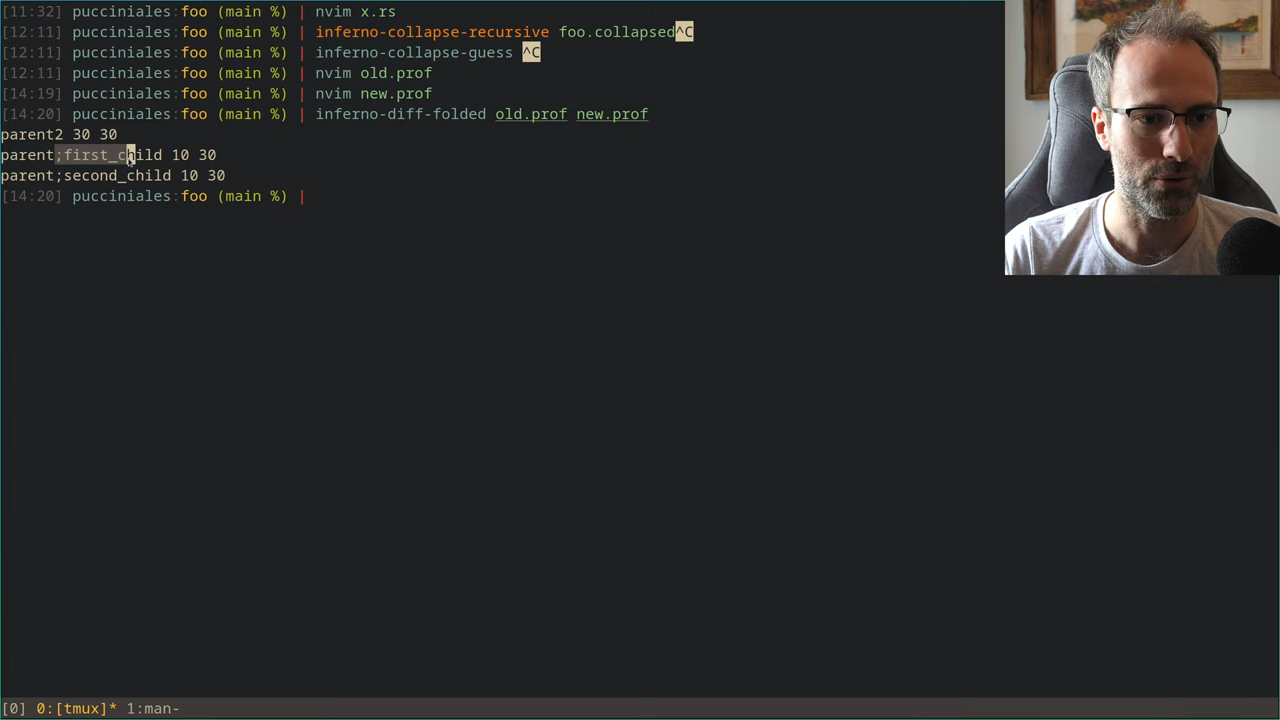 [11:32] pucciniales:foo (main %) | nvim x.rs
[12:11] pucciniales:foo (main %) | inferno-collapse-recursive foo.collapsed^C
[12:11] pucciniales:foo (main %) | inferno-collapse-guess ^C
[12:11] pucciniales:foo (main %) | nvim old.prof
[14:19] pucciniales:foo (main %) | nvim new.prof
[14:20] pucciniales:foo (main %) | inferno-diff-folded old.prof new.prof
parent2 30 30
parent;first_child 10 30
parent;second_child 10 30
[14:20] pucciniales:foo (main %) |
[0] 0:[tmux]* 1:man-